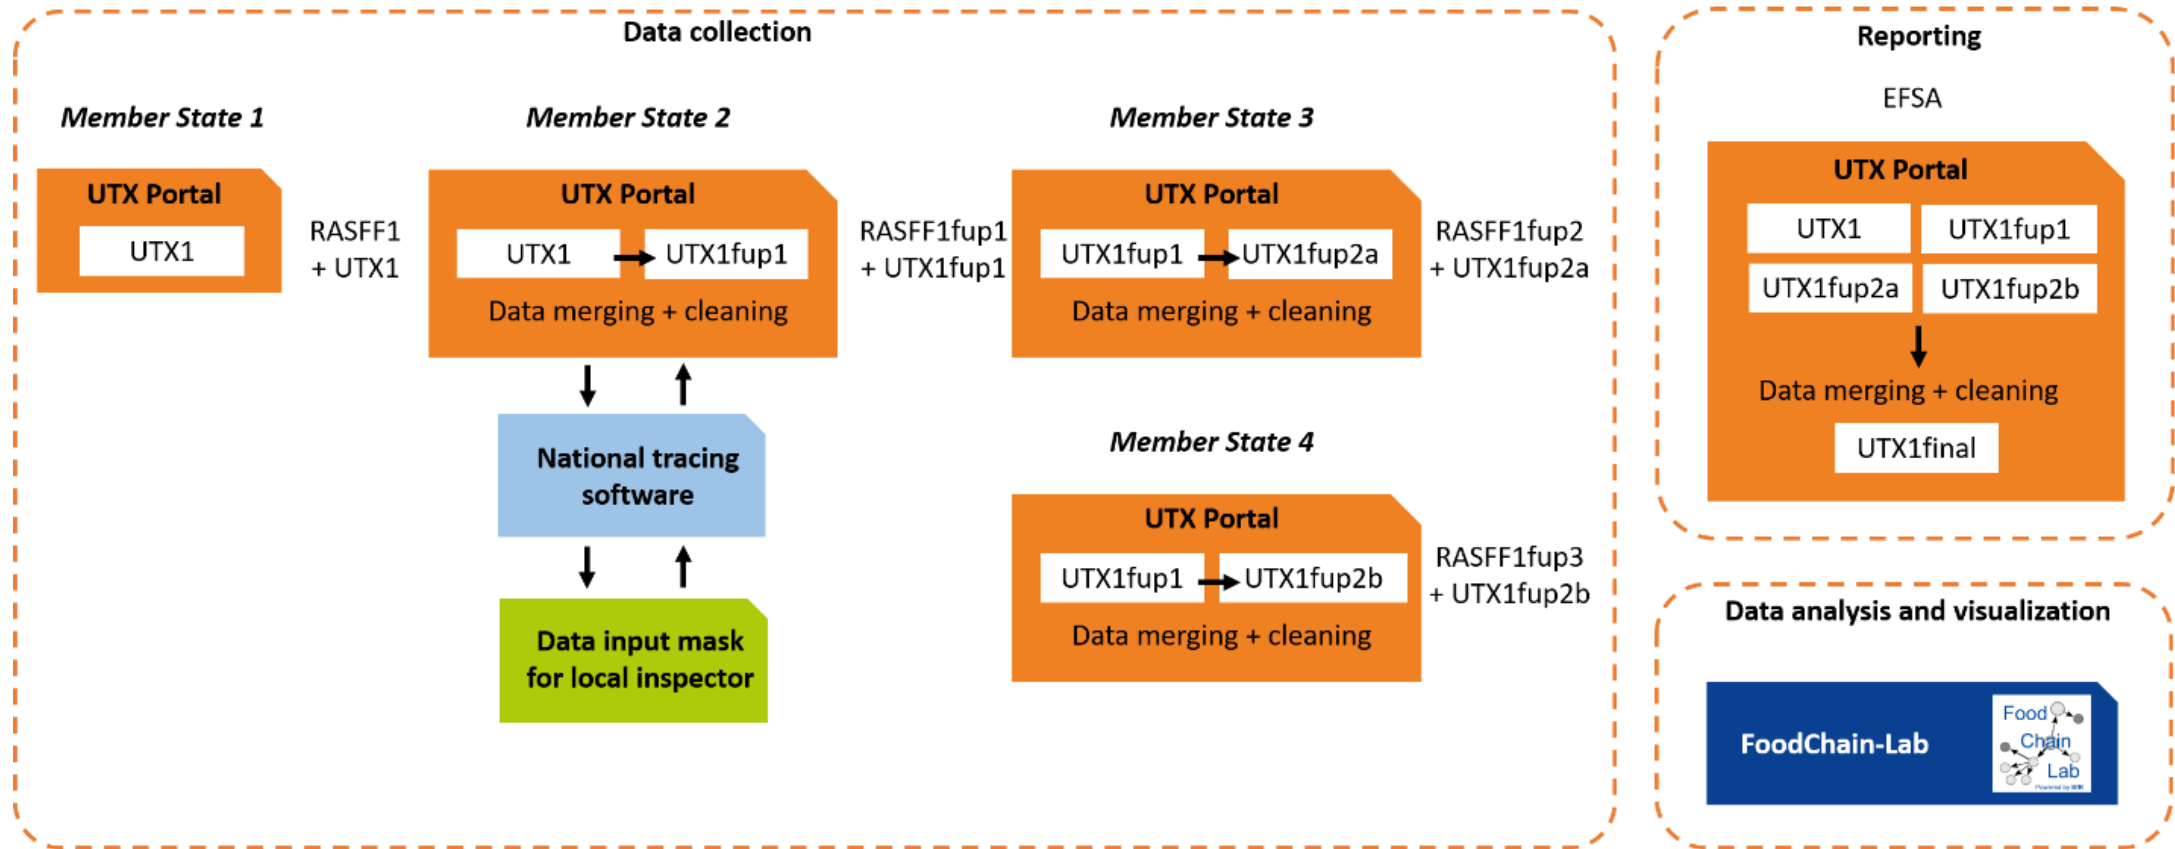 Data collection
Member State 1
UTX Portal
UTX1
RASFF1
+ UTX1
Member State 2
UTX Portal
UTX1
UTX1fup1
Data merging + cleaning
RASFF1fup1
+ UTX1fup1
National tracing
software
Data input mask
for local inspector
Member State 3
UTX Portal
UTX1fup1
UTX1fup2a
Data merging + cleaning
RASFF1fup2
+ UTX1fup2a
Member State 4
UTX Portal
UTX1fup1
UTX1fup2b
Data merging + cleaning
RASFF1fup3
+ UTX1fup2b
Reporting
EFSA
UTX Portal
UTX1
UTX1fup1
UTX1fup2a
UTX1fup2b
Data merging + cleaning
UTX1final
Data analysis and visualization
FoodChain-Lab
Food
Chain
Lab
Powered by